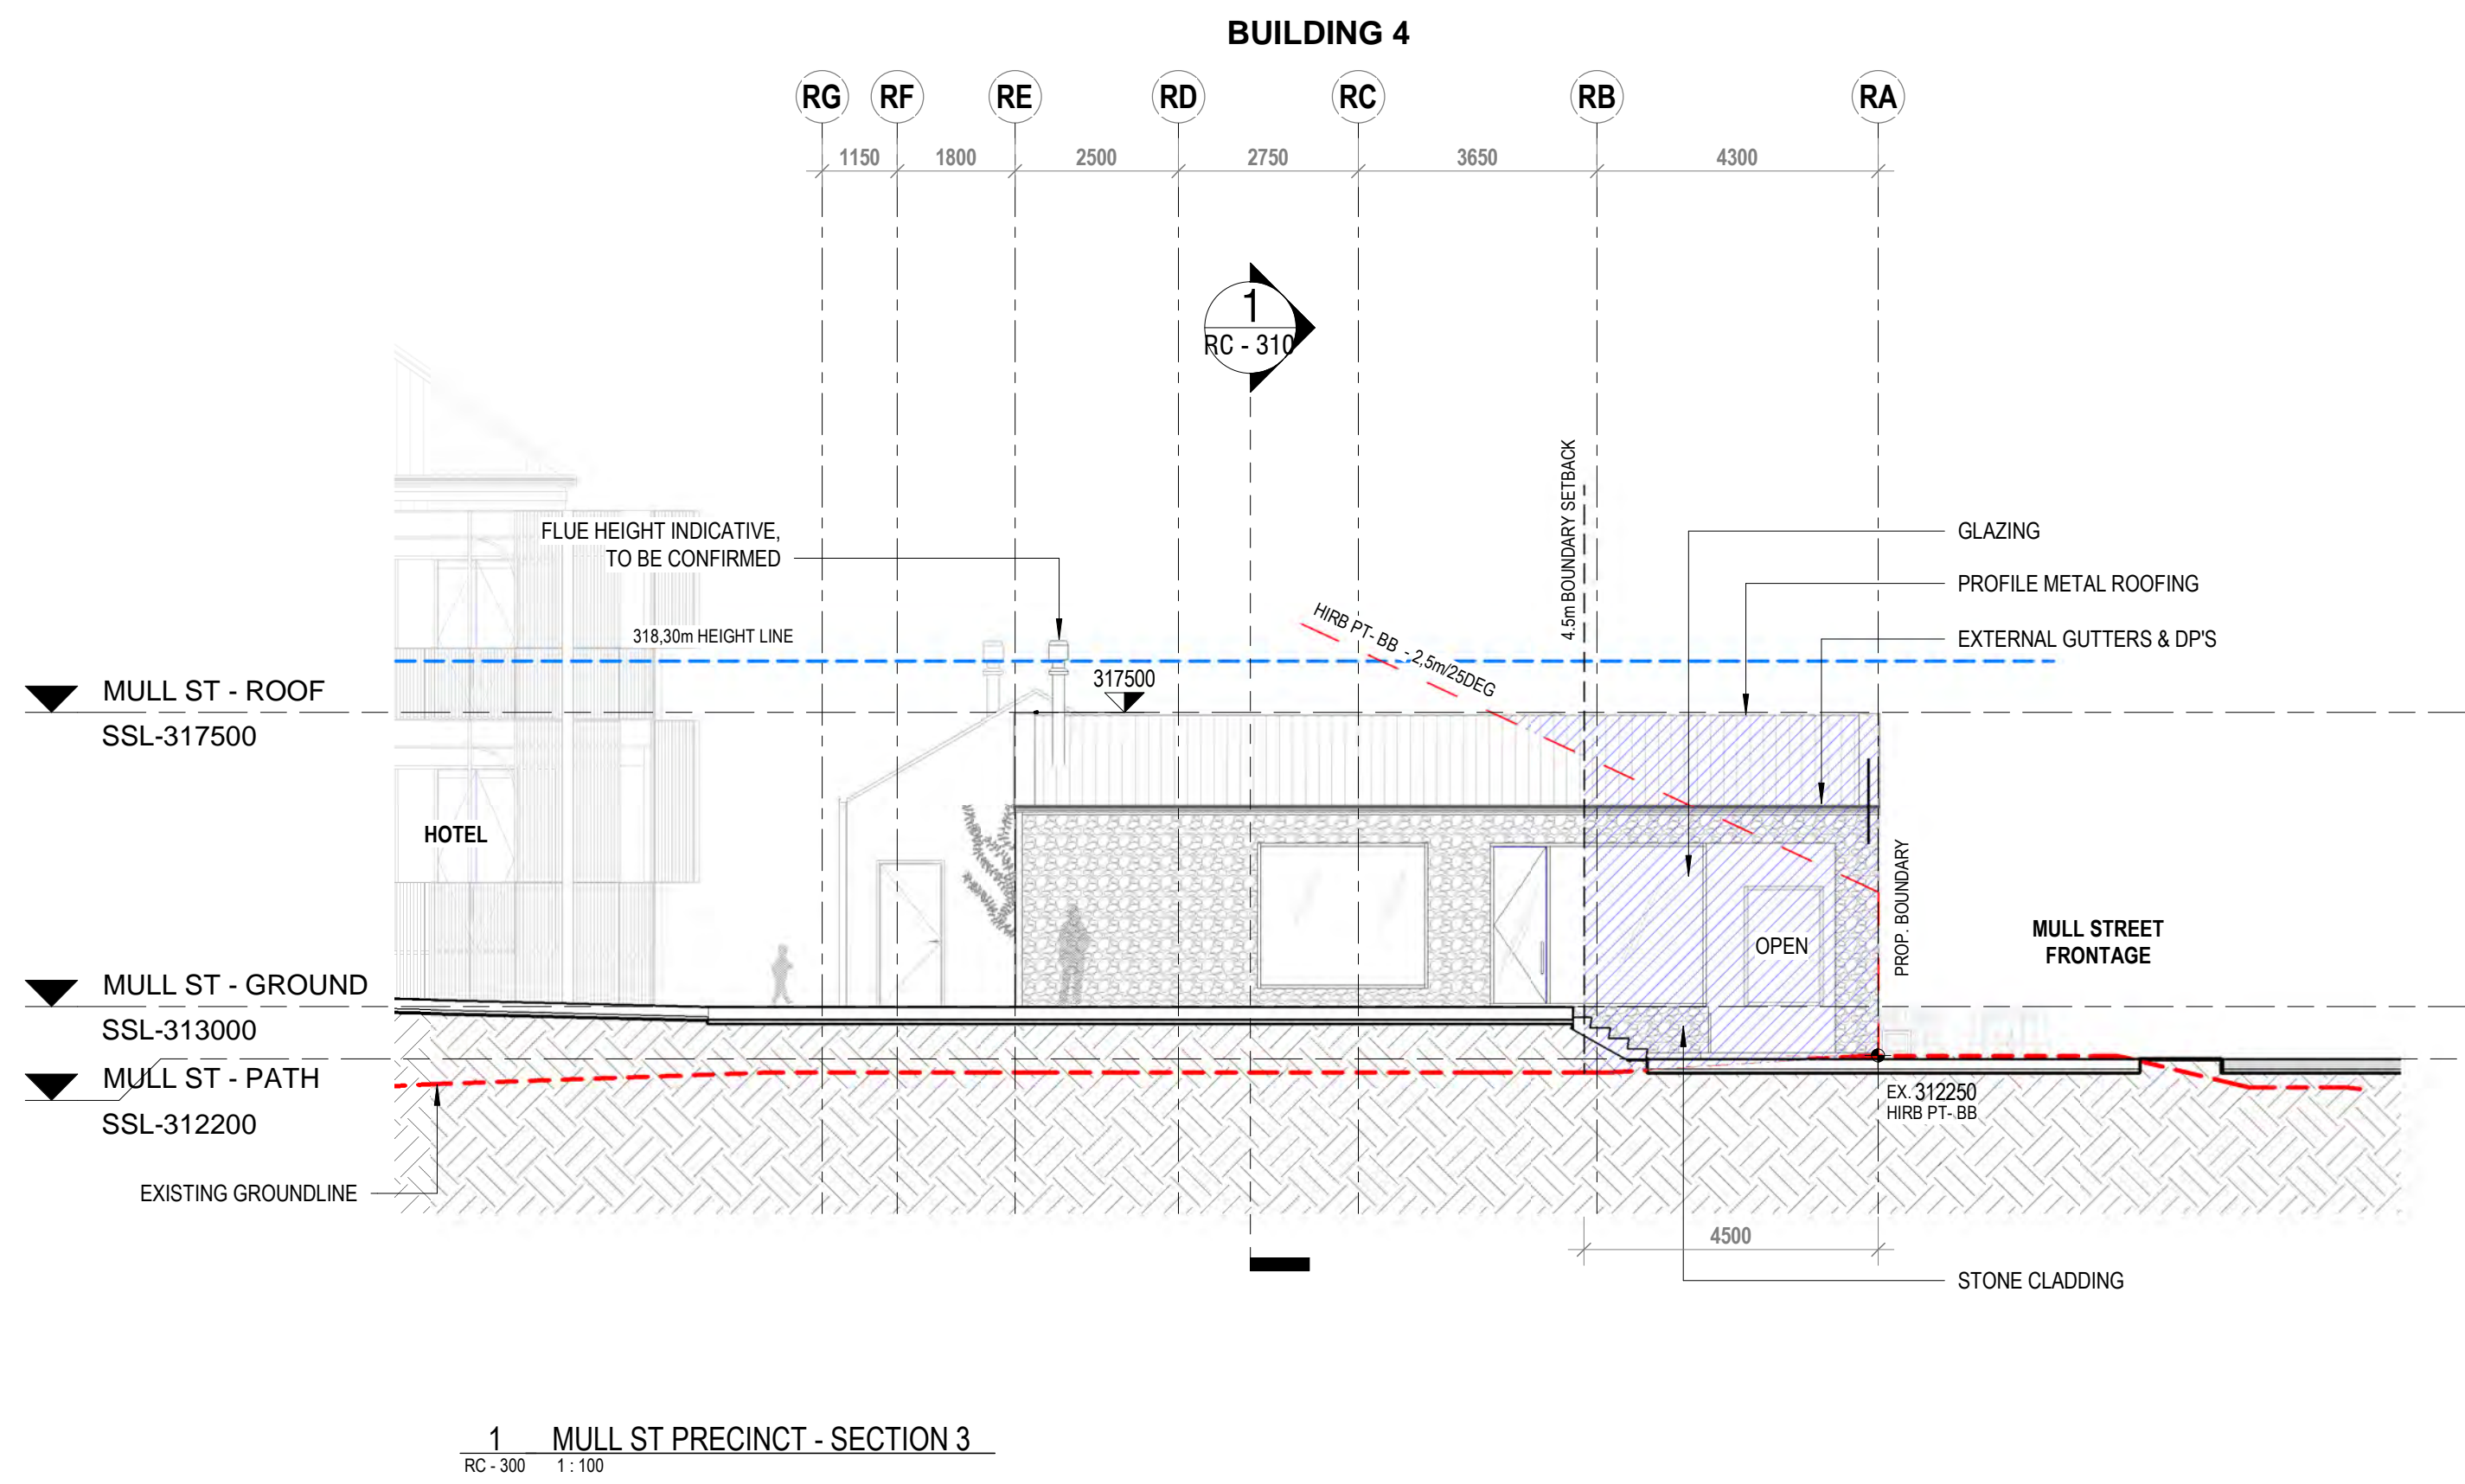 BUILDING 4
RG RF RE RD RC RB RA
1150 1800 2500 2750 3650 4300
1
RC - 310
4.5m BOUNDARY SETBACK
FLUE HEIGHT INDICATIVE,
TO BE CONFIRMED
GLAZING
PROFILE METAL ROOFING
EXTERNAL GUTTERS & DP'S
HIRB PT- BB - 2,5m/25DEG
318,30m HEIGHT LINE
317500
MULL ST - ROOF
SSL-317500
HOTEL
PROP. BOUNDARY
OPEN
MULL STREET
FRONTAGE
MULL ST - GROUND
SSL-313000
MULL ST - PATH
SSL-312200
EX. 312250
HIRB PT- BB
EXISTING GROUNDLINE
4500
STONE CLADDING
1 MULL ST PRECINCT - SECTION 3
RC - 300 1 : 100